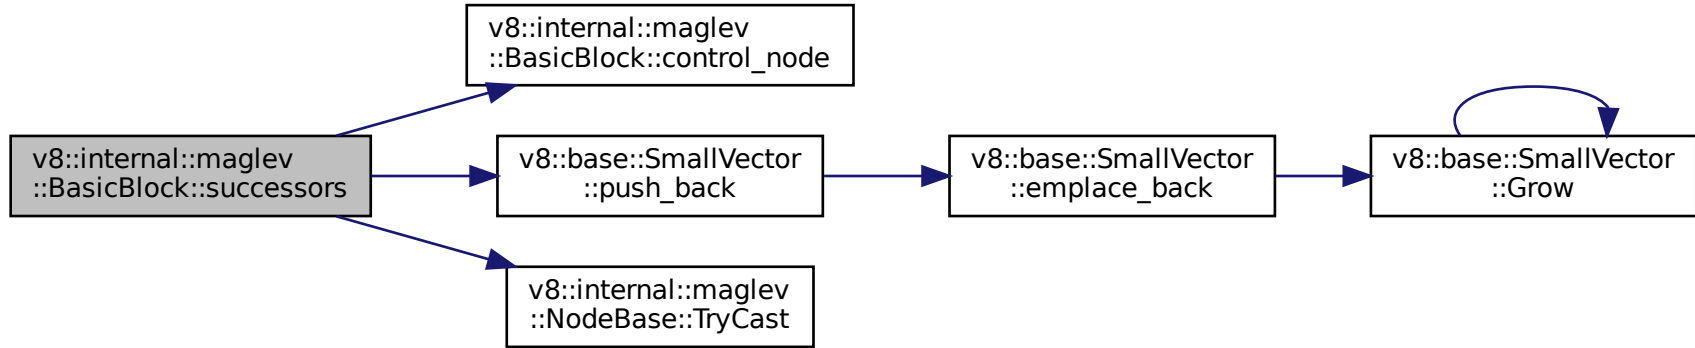 v8::internal::maglev
::BasicBlock::control_node
v8::internal::maglev
::BasicBlock::successors
v8::base::SmallVector
::push_back
v8::base::SmallVector
::emplace_back
v8::base::SmallVector
::Grow
v8::internal::maglev
::NodeBase::TryCast